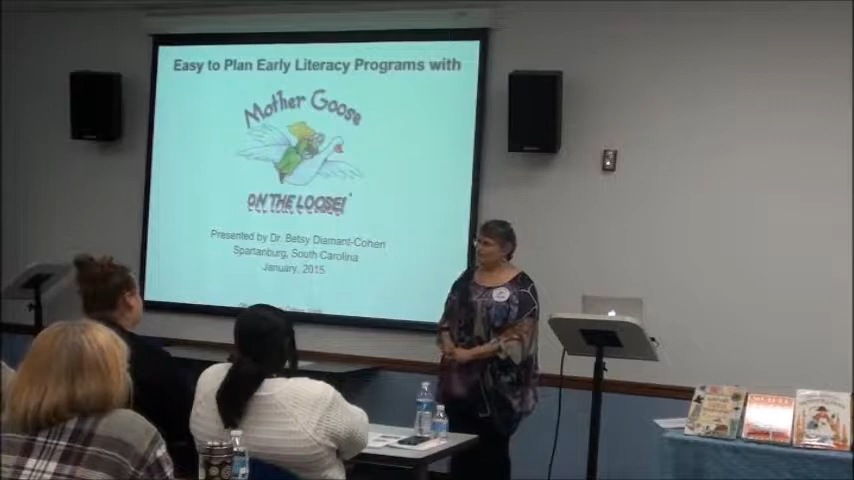 Easy to Plan Early Literacy Programs with
Mother Goose
ON THE LOOSE!
Presented by Dr. Betsy Diamant-Cohen
Spartanburg, South Carolina
January, 2015